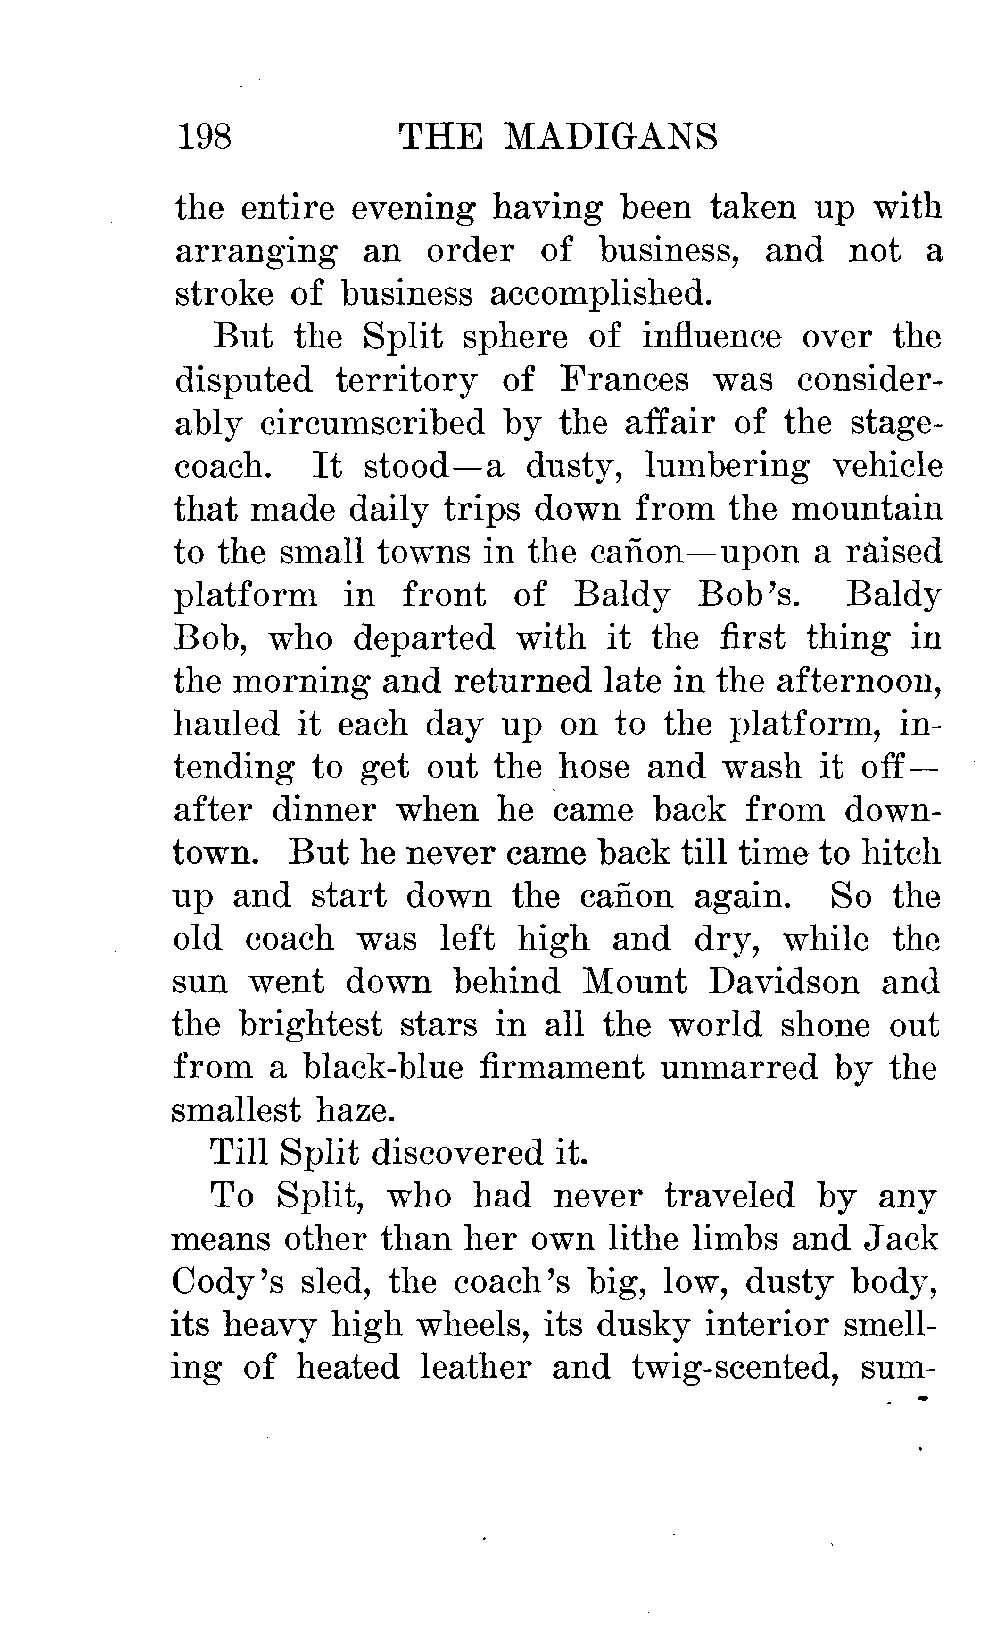 198 THE MADIGANS
the entire evening having been taken up with
arranging an order of business, and not a
stroke of business accomplished.
But the Split sphere of influence over the
disputed territory of Frances was consider-
ably circumscribed by the affair of the stage-
coach. It stood—a dusty, lumbering vehicle
that made daily trips down from the mountain
to the small towns in the cañon—upon a raised
platform in front of Baldy Bob's. Baldy
Bob, who departed with it the first thing in
the morning and returned late in the afternoon,
hauled it each day up on to the platform, in-
tending to get out the hose and wash it off—
after dinner when he came back from down-
town. But he never came back till time to hitch
up and start down the cañon again. So the
old coach was left high and dry, while the
sun went down behind Mount Davidson and
the brightest stars in all the world shone out
from a black-blue firmament unmarred by the
smallest haze.
Till Split discovered it.
To Split, who had never traveled by any
means other than her own lithe limbs and Jack
Cody's sled, the coach's big, low, dusty body,
its heavy high wheels, its dusky interior smell-
ing of heated leather and twig-scented, sum-